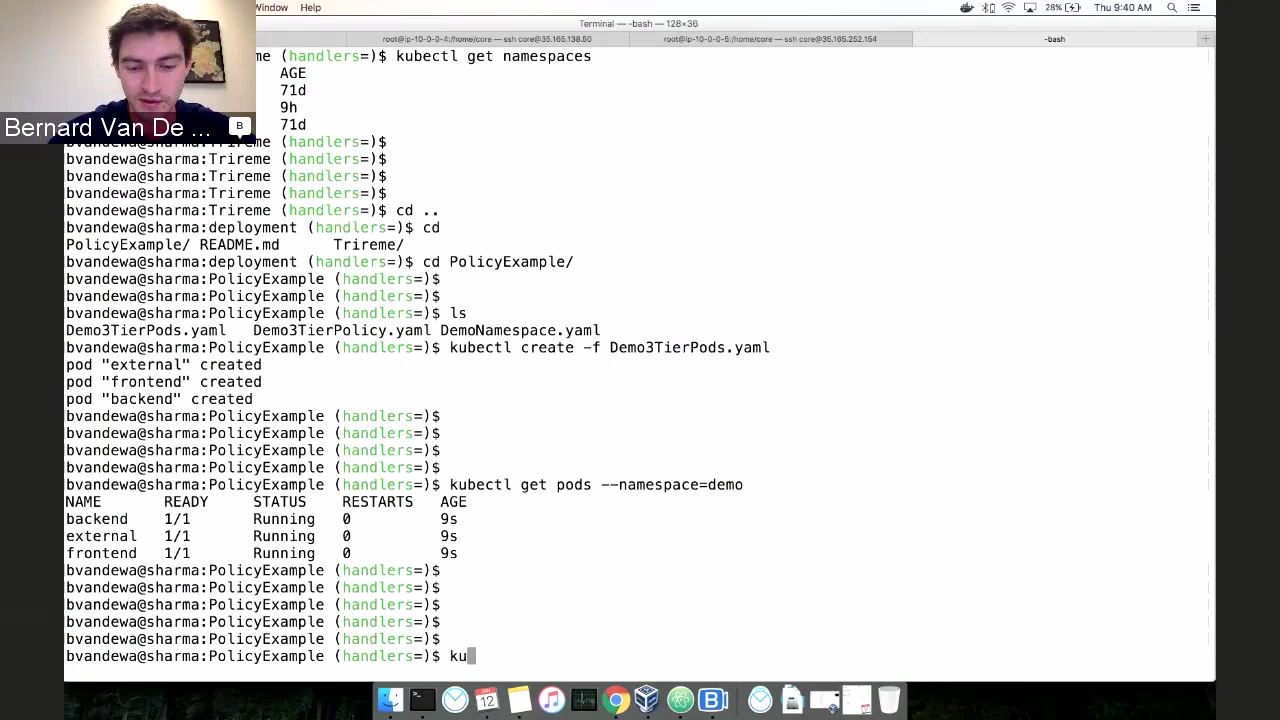 Window Help 28% Thu 9:40 AM
Terminal — -bash — 128×36
root@ip-10-0-0-4:/home/core — ssh core@35.165.138.50 root@ip-10-0-0-5:/home/core — ssh core@35.165.252.154 -bash +
me (handlers=)$ kubectl get namespaces
AGE
71d
9h
71d
Bernard Van De ... B
bvandewa@sharma:Trireme (handlers=)$
bvandewa@sharma:Trireme (handlers=)$
bvandewa@sharma:Trireme (handlers=)$
bvandewa@sharma:Trireme (handlers=)$
bvandewa@sharma:Trireme (handlers=)$ cd ..
bvandewa@sharma:deployment (handlers=)$ cd
PolicyExample/ README.md Trireme/
bvandewa@sharma:deployment (handlers=)$ cd PolicyExample/
bvandewa@sharma:PolicyExample (handlers=)$
bvandewa@sharma:PolicyExample (handlers=)$
bvandewa@sharma:PolicyExample (handlers=)$ ls
Demo3TierPods.yaml Demo3TierPolicy.yaml DemoNamespace.yaml
bvandewa@sharma:PolicyExample (handlers=)$ kubectl create -f Demo3TierPods.yaml
pod "external" created
pod "frontend" created
pod "backend" created
bvandewa@sharma:PolicyExample (handlers=)$
bvandewa@sharma:PolicyExample (handlers=)$
bvandewa@sharma:PolicyExample (handlers=)$
bvandewa@sharma:PolicyExample (handlers=)$
bvandewa@sharma:PolicyExample (handlers=)$ kubectl get pods --namespace=demo
NAME READY STATUS RESTARTS AGE
backend 1/1 Running 0 9s
external 1/1 Running 0 9s
frontend 1/1 Running 0 9s
bvandewa@sharma:PolicyExample (handlers=)$
bvandewa@sharma:PolicyExample (handlers=)$
bvandewa@sharma:PolicyExample (handlers=)$
bvandewa@sharma:PolicyExample (handlers=)$
bvandewa@sharma:PolicyExample (handlers=)$
bvandewa@sharma:PolicyExample (handlers=)$ ku
12 B